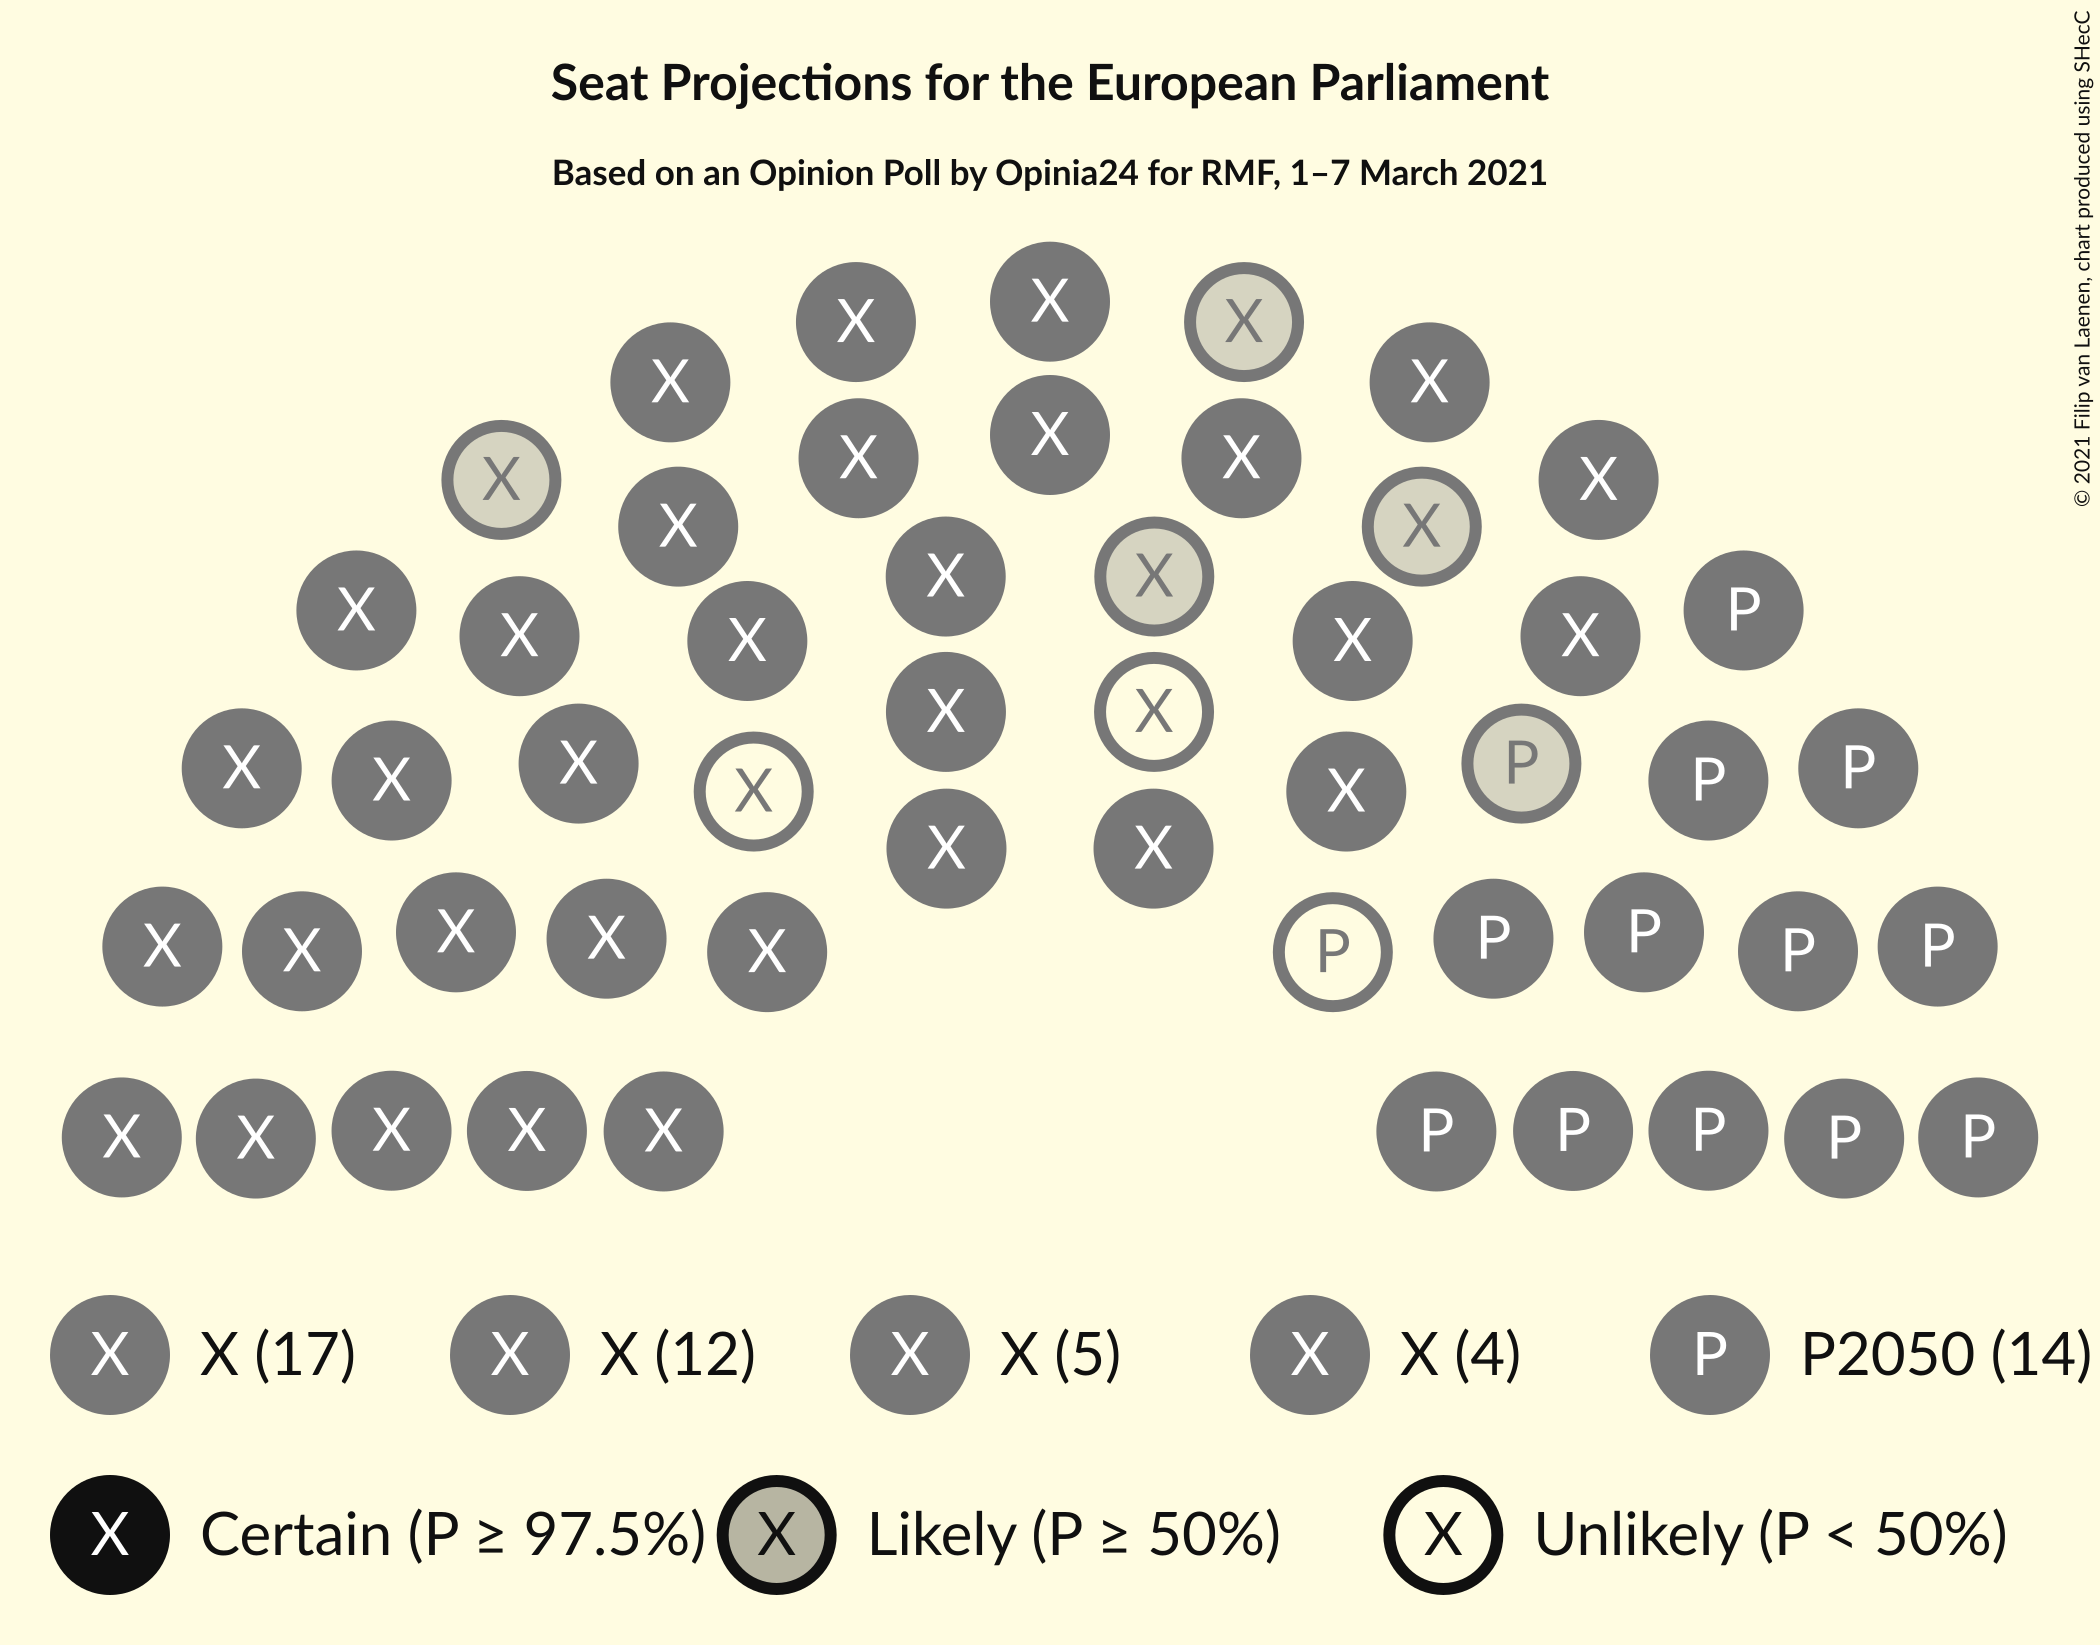 Seat Projections for the European Parliament
Based on an Opinion Poll by Opinia24 for RMF, 1–7 March 2021
© 2021 Filip van Laenen, chart produced using SHecC
X
X X
X X
X X X
X X
X X
X X
X X X
X X
X X P
X X
X X X P
X X P P
X X
X X
X P P
X X P P
X X P P
X X X P P P
X X P P
X X (17) X X (12) X X (5) X X (4) P P2050 (14)
X Certain (P ≥ 97.5%) X Likely (P ≥ 50%) X Unlikely (P < 50%)